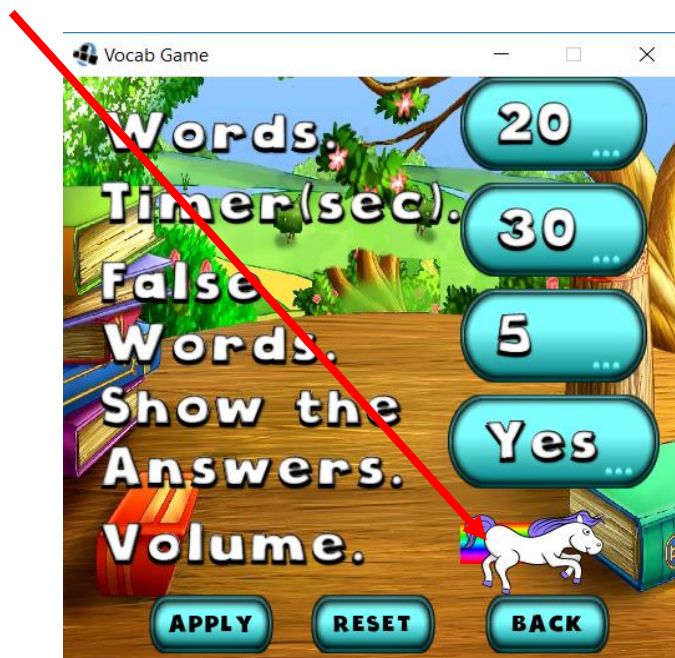 Vocab Game
Words. 20
Timer(sec). 30
False
Words. 5
Show the
Answers. Yes
Volume.
APPLY RESET BACK